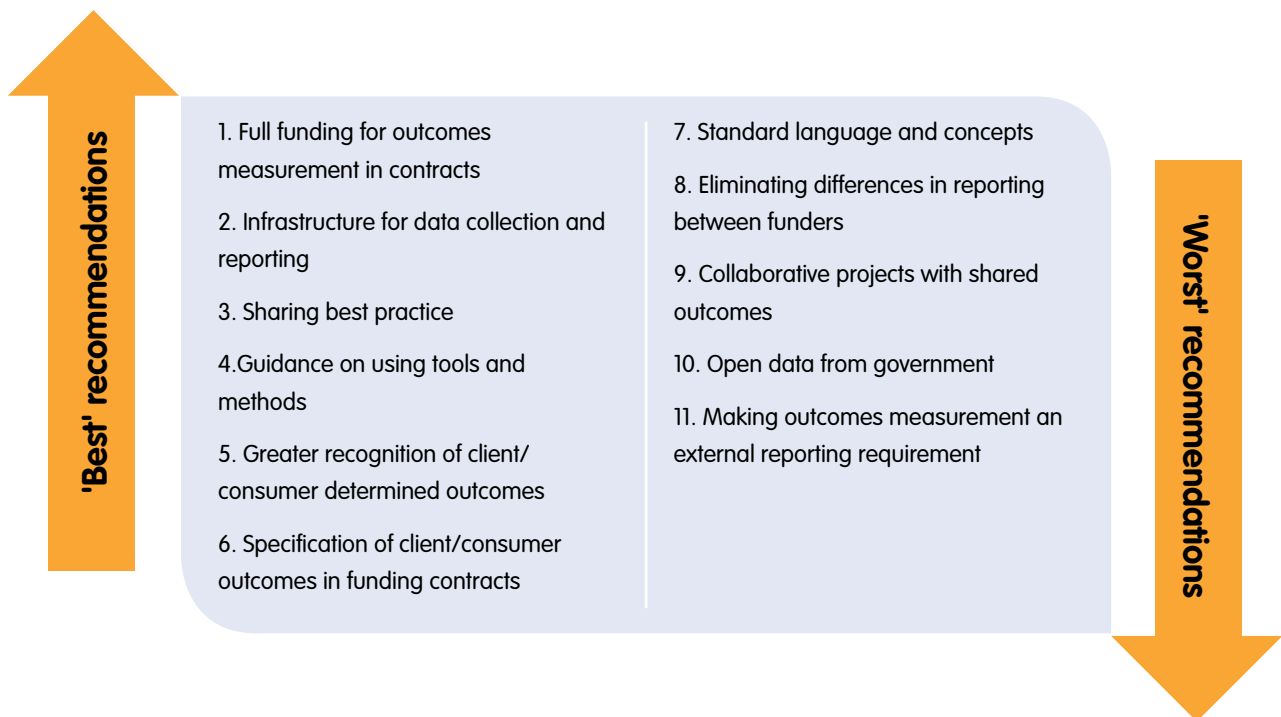 'Best' recommendations
1. Full funding for outcomes
measurement in contracts
2. Infrastructure for data collection and
reporting
3. Sharing best practice
4.Guidance on using tools and
methods
5. Greater recognition of client/
consumer determined outcomes
6. Specification of client/consumer
outcomes in funding contracts
7. Standard language and concepts
8. Eliminating differences in reporting
between funders
9. Collaborative projects with shared
outcomes
10. Open data from government
11. Making outcomes measurement an
external reporting requirement
'Worst' recommendations